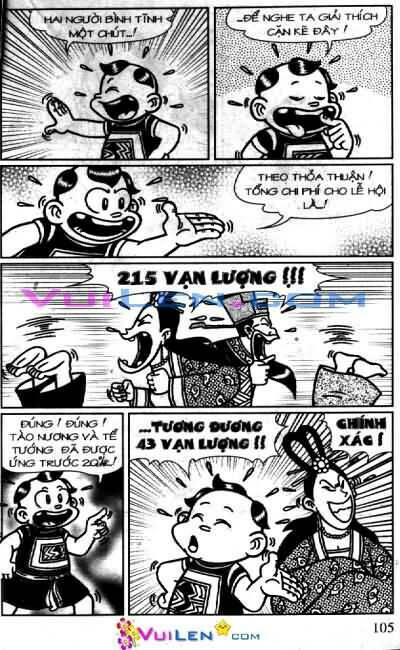 HAI NGƯỜI BÌNH TĨNH
MỘT CHÚT...!
...ĐỂ NGHE TA GIẢI THÍCH
CẶN KẼ ĐÂY !
THEO THỎA THUẬN !
TỔNG CHI PHÍ CHO LỄ HỘI
LÀ...!
215 VẠN LƯỢNG !!!
VUILEN.COM
ĐÚNG ! ĐÚNG !
TÀO NƯƠNG VÀ TỂ
TƯỚNG ĐÃ ĐƯỢC
ỨNG TRƯỚC 20%!
...TƯƠNG ĐƯƠNG
43 VẠN LƯỢNG !!
CHÍNH
XÁC !
105
VUILEN.COM